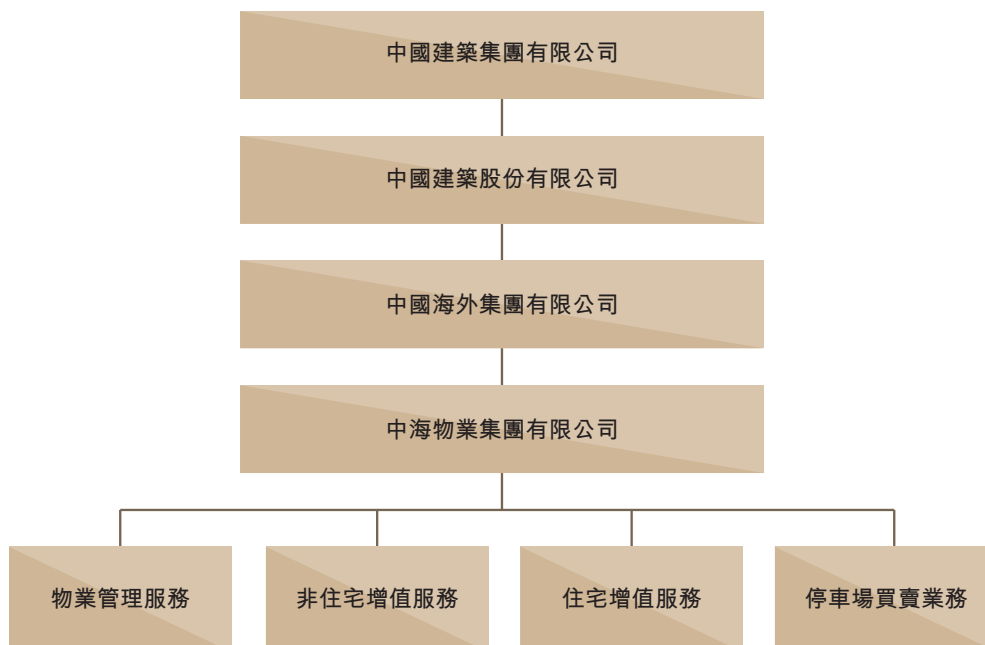 中國建築集團有限公司
中國建築股份有限公司
中國海外集團有限公司
中海物業集團有限公司
物業管理服務
非住宅增值服務
住宅增值服務
停車場買賣業務